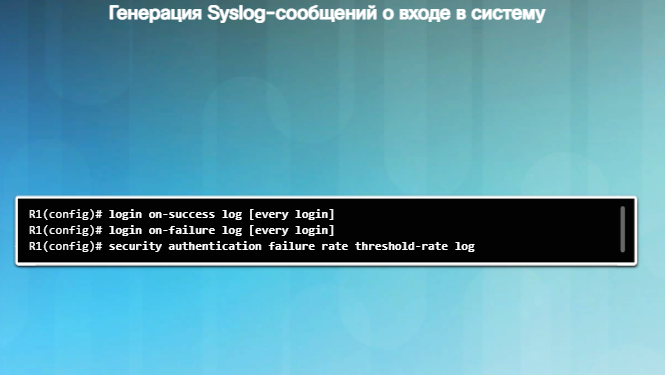 Генерация Syslog-сообщений о входе в систему
R1(config)# login on-success log [every login]
R1(config)# login on-failure log [every login]
R1(config)# security authentication failure rate threshold-rate log